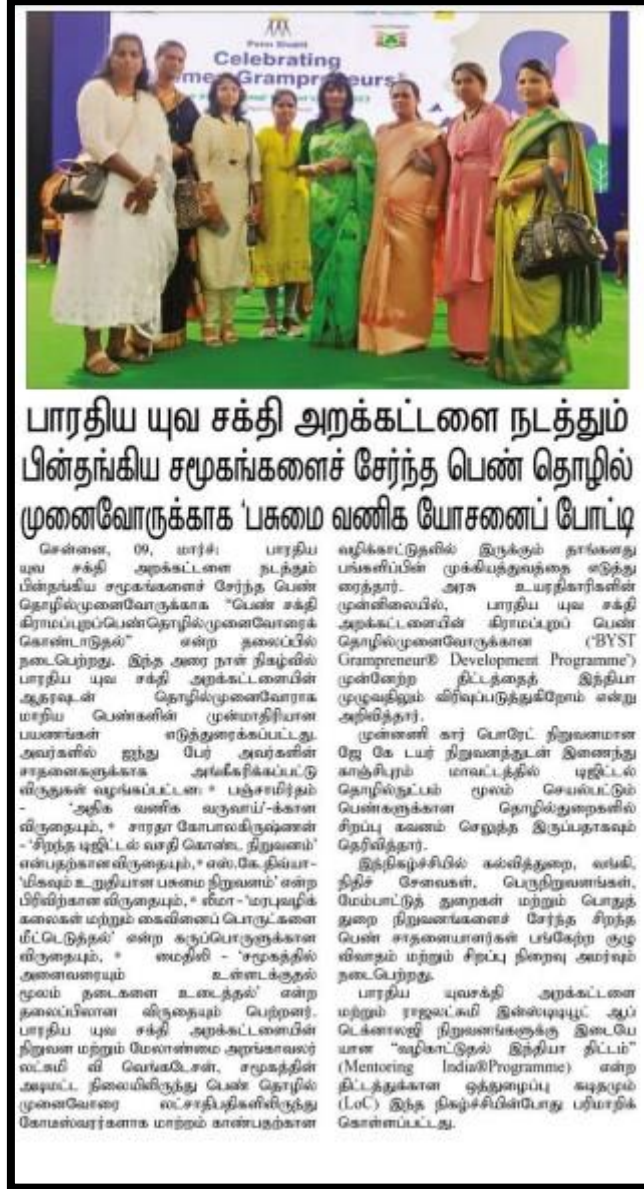 Penn Shakti
Celebrating
Women Grampreneurs
பாரதிய யுவ சக்தி அறக்கட்டளை நடத்தும்
பின்தங்கிய சமூகங்களைச் சேர்ந்த பெண் தொழில்
முனைவோருக்காக 'பசுமை வணிக யோசனைப் போட்டி
சென்னை, 09, மார்ச்: பாரதிய
யுவ சக்தி அறக்கட்டளை நடத்தும்
பின்தங்கிய சமூகங்களைச் சேர்ந்த பெண்
தொழில்முனைவோருக்காக "பெண் சக்தி
கிராமப்புறப்பெண்தொழில்முனைவோரைக்
கொண்டாடுதல்" என்ற தலைப்பில்
நடைபெற்றது. இந்த அரை நாள் நிகழ்வில்
பாரதிய யுவ சக்தி அறக்கட்டளையின்
ஆதரவுடன் தொழில்முனைவோராக
மாறிய பெண்களின் முன்மாதிரியான
பயணங்கள் எடுத்துரைக்கப்பட்டது.
அவர்களில் ஐந்து பேர் அவர்களின்
சாதனைகளுக்காக அங்கீகரிக்கப்பட்டு
விருதுகள் வழங்கப்பட்டன: * பஞ்சாமிர்தம்
- 'அதிக வணிக வருவாய்'-க்கான
விருதையும், * சாரதா கோபாலகிருஷ்ணன்
- 'சிறந்த டிஜிட்டல் வசதி கொண்ட நிறுவனம்'
என்பதற்கான விருதையும், * எஸ்.கே.திவ்யா-
'மிகவும் உறுதியான பசுமை நிறுவனம்' என்ற
பிரிவிற்கான விருதையும், * லீமா - 'மரபுவழிக்
கலைகள் மற்றும் கைவினைப் பொருட்களை
மீட்டெடுத்தல்' என்ற கருப்பொருளுக்கான
விருதையும், * மைதிலி - 'சமூகத்தில்
அனைவரையும் உள்ளடக்குதல்
மூலம் தடைகளை உடைத்தல்' என்ற
தலைப்பிலான விருதையும் பெற்றனர்.
பாரதிய யுவ சக்தி அறக்கட்டளையின்
நிறுவன மற்றும் மேலாண்மை அறங்காவலர்
லட்சுமி வி வெங்கடேசன், சமூகத்தின்
அடிமட்ட நிலையிலிருந்து பெண் தொழில்
முனைவோரை லட்சாதிபதிகளிலிருந்து
கோடீஸ்வரர்களாக மாற்றம் காண்பதற்கான
வழிக்காட்டுதலில் இருக்கும் தாங்களது
பங்களிப்பின் முக்கியத்துவத்தை எடுத்து
ரைத்தார். அரசு உயரதிகாரிகளின்
முன்னிலையில், பாரதிய யுவ சக்தி
அறக்கட்டளையின் கிராமப்புறப் பெண்
தொழில்முனைவோருக்கான ('BYST
Grampreneur® Development Programme')
முன்னேற்ற திட்டத்தைத் இந்தியா
முழுவதிலும் விரிவுப்படுத்துகிறோம் என்று
அறிவித்தார்.
முன்னணி கார் பொரேட் நிறுவனமான
ஜே கே டயர் நிறுவனத்துடன் இணைந்து
காஞ்சிபுரம் மாவட்டத்தில் டிஜிட்டல்
தொழில்நுட்பம் மூலம் செயல்படும்
பெண்களுக்கான தொழில்துறைகளில்
சிறப்பு கவனம் செலுத்த இருப்பதாகவும்
தெரிவித்தார்.
இந்நிகழ்ச்சியில் கல்வித்துறை, வங்கி,
நிதிச் சேவைகள், பெருநிறுவனங்கள்,
மேம்பாட்டுத் துறைகள் மற்றும் பொதுத்
துறை நிறுவனங்களைச் சேர்ந்த சிறந்த
பெண் சாதனையாளர்கள் பங்கேற்ற குழு
விவாதம் மற்றும் சிறப்பு நிறைவு அமர்வும்
நடைபெற்றது.
பாரதிய யுவசக்தி அறக்கட்டளை
மற்றும் ராஜலட்சுமி இன்ஸ்டிடியூட் ஆப்
டெக்னாலஜி நிறுவனங்களுக்கு இடையே
யான "வழிகாட்டுதல் இந்தியா திட்டம்"
(Mentoring India®Programme) என்ற
திட்டத்துக்கான ஒத்துழைப்பு கடிதமும்
(LoC) இந்த நிகழ்ச்சியின்போது பரிமாறிக்
கொள்ளப்பட்டது.